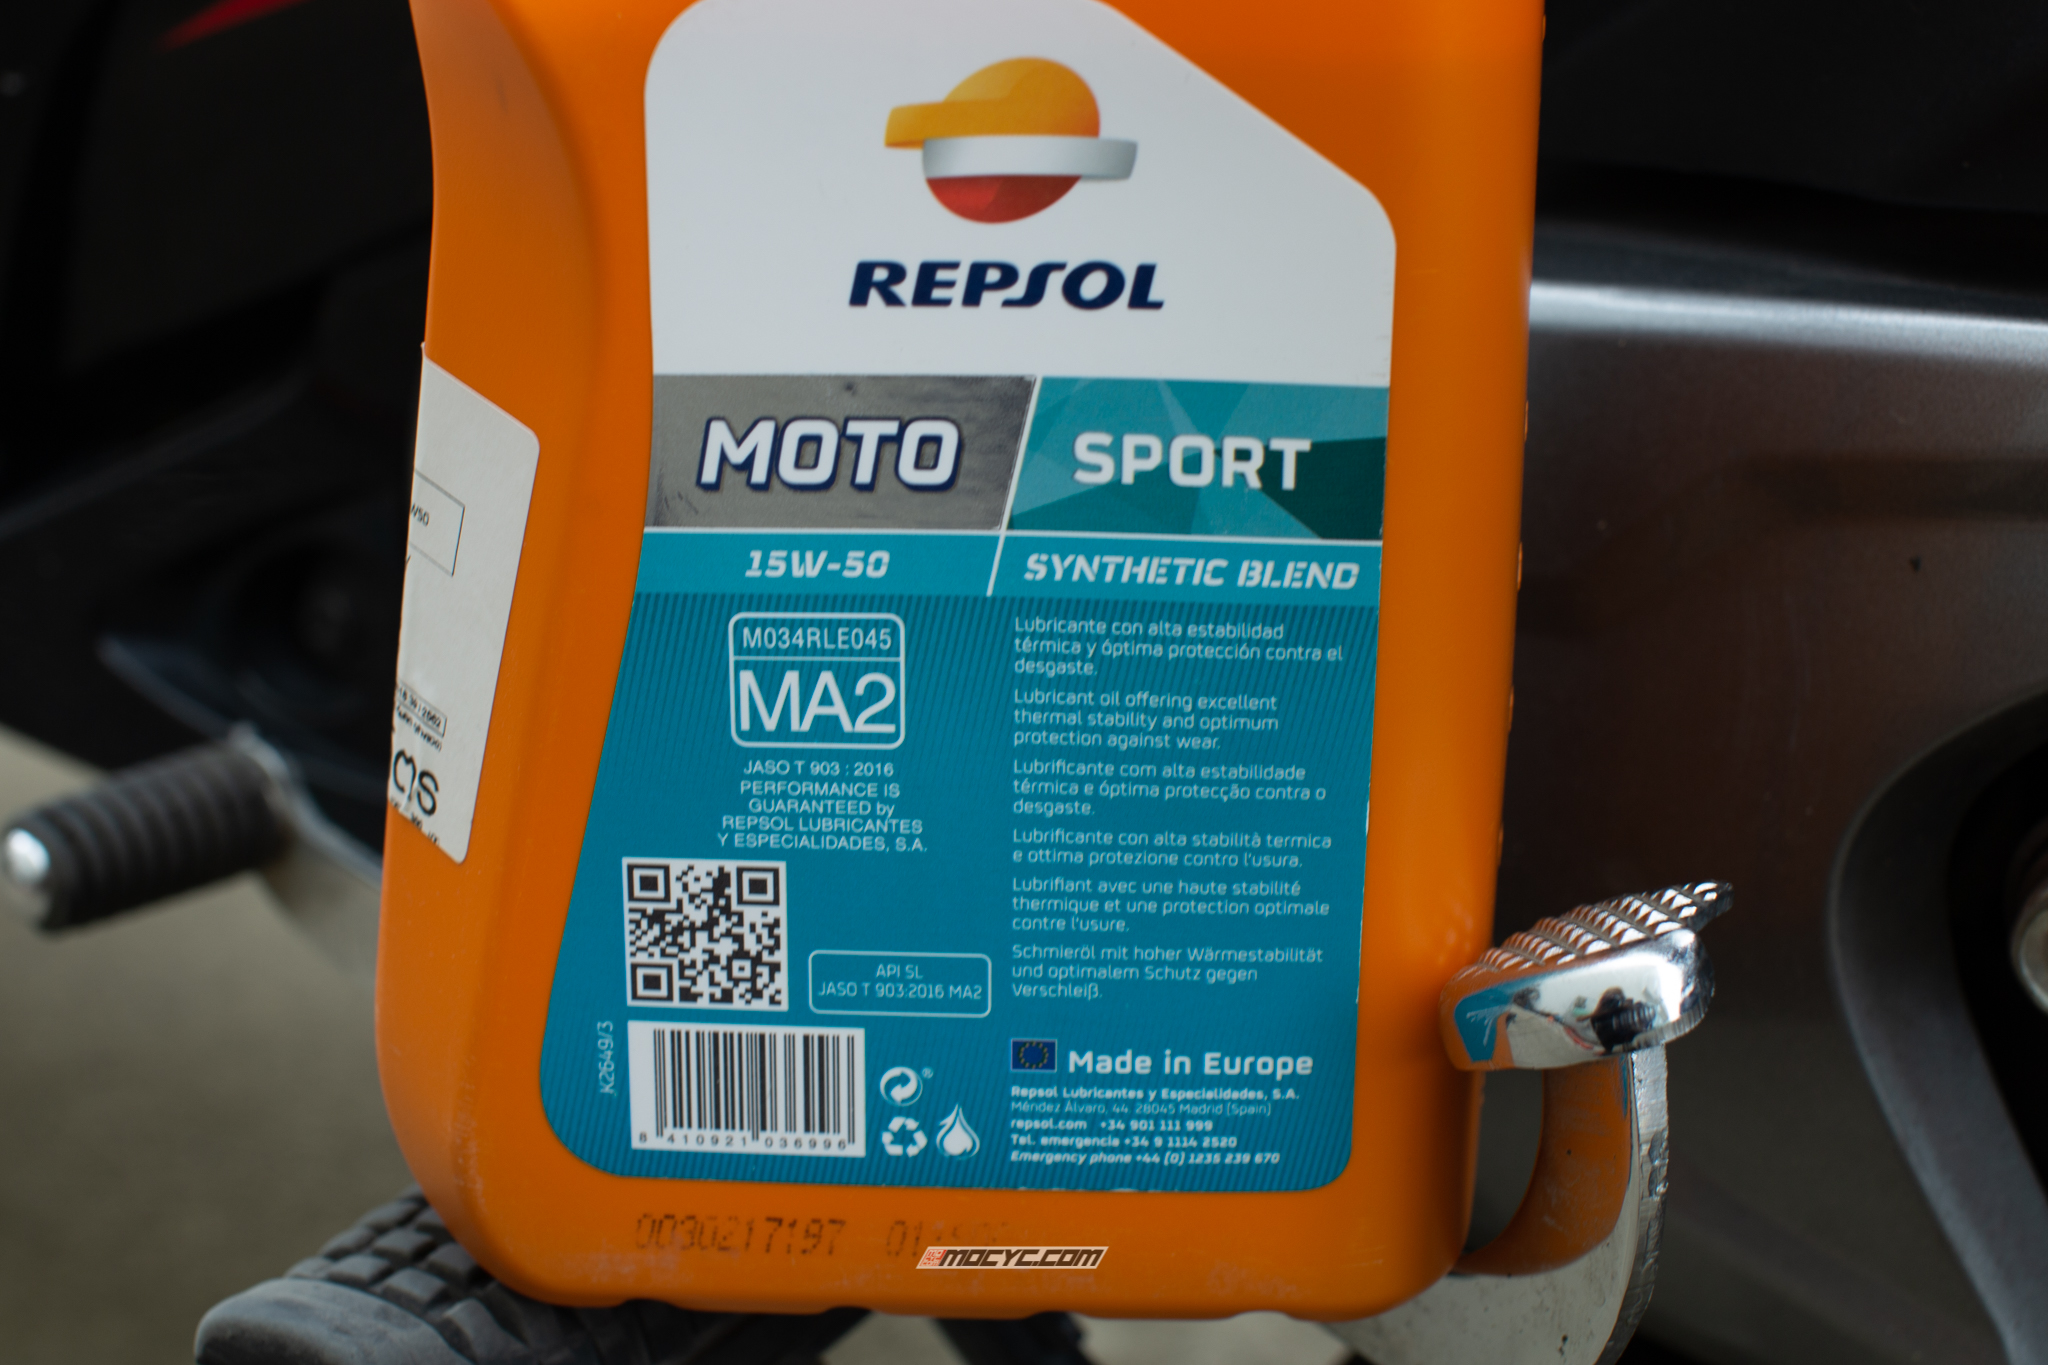 REPSOL
MOTO
SPORT
15W-50
SYNTHETIC BLEND
M034RLE045
MA2
JASO T 903 : 2016
PERFORMANCE IS
GUARANTEED by
REPSOL LUBRICANTES
Y ESPECIALIDADES, S.A.
API SL
JASO T 903:2016 MA2
K2649/3
8 410921 036996
Lubricante con alta estabilidad
térmica y óptima protección contra el
desgaste.
Lubricant oil offering excellent
thermal stability and optimum
protection against wear.
Lubrificante com alta estabilidade
térmica e óptima protecção contra o
desgaste.
Lubrificante con alta stabilità termica
e ottima protezione contro l'usura.
Lubrifiant avec une haute stabilité
thermique et une protection optimale
contre l'usure.
Schmieröl mit hoher Wärmestabilität
und optimalem Schutz gegen
Verschleiß.
Made in Europe
Repsol Lubricantes y Especialidades, S.A.
Méndez Álvaro, 44. 28045 Madrid (Spain)
repsol.com +34 901 111 999
Tel. emergencia +34 9 1114 2520
Emergency phone +44 (0) 1235 239 670
0030217197
MOCYC.COM